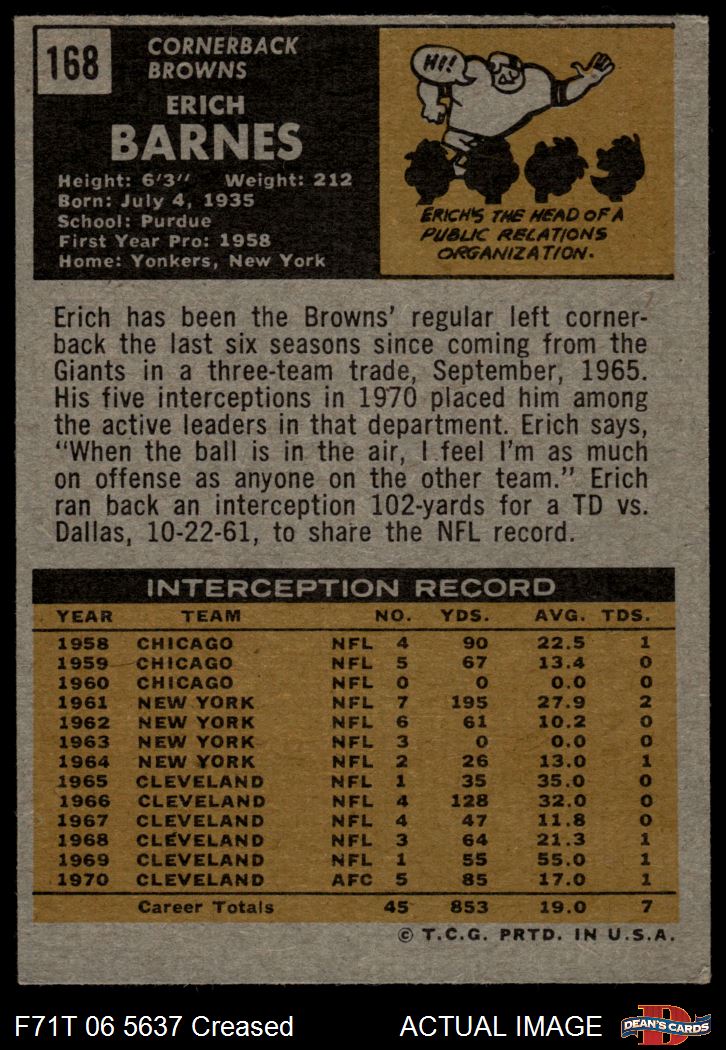 168
CORNERBACK
BROWNS
ERICH
BARNES
Height: 6'3" Weight: 212
Born: July 4, 1935
School: Purdue
First Year Pro: 1958
Home: Yonkers, New York
HI!
ERICH'S THE HEAD OF A
PUBLIC RELATIONS
ORGANIZATION.
Erich has been the Browns' regular left corner-
back the last six seasons since coming from the
Giants in a three-team trade, September, 1965.
His five interceptions in 1970 placed him among
the active leaders in that department. Erich says,
"When the ball is in the air, I feel I'm as much
on offense as anyone on the other team." Erich
ran back an interception 102-yards for a TD vs.
Dallas, 10-22-61, to share the NFL record.
INTERCEPTION RECORD
YEAR TEAM NO. YDS. AVG. TDS.
1958 CHICAGO NFL 4 90 22.5 1
1959 CHICAGO NFL 5 67 13.4 0
1960 CHICAGO NFL 0 0 0.0 0
1961 NEW YORK NFL 7 195 27.9 2
1962 NEW YORK NFL 6 61 10.2 0
1963 NEW YORK NFL 3 0 0.0 0
1964 NEW YORK NFL 2 26 13.0 1
1965 CLEVELAND NFL 1 35 35.0 0
1966 CLEVELAND NFL 4 128 32.0 0
1967 CLEVELAND NFL 4 47 11.8 0
1968 CLEVELAND NFL 3 64 21.3 1
1969 CLEVELAND NFL 1 55 55.0 1
1970 CLEVELAND AFC 5 85 17.0 1
Career Totals 45 853 19.0 7
© T.C.G. PRTD. IN U.S.A.
F71T 06 5637 Creased ACTUAL IMAGE
D
DEAN'S CARDS